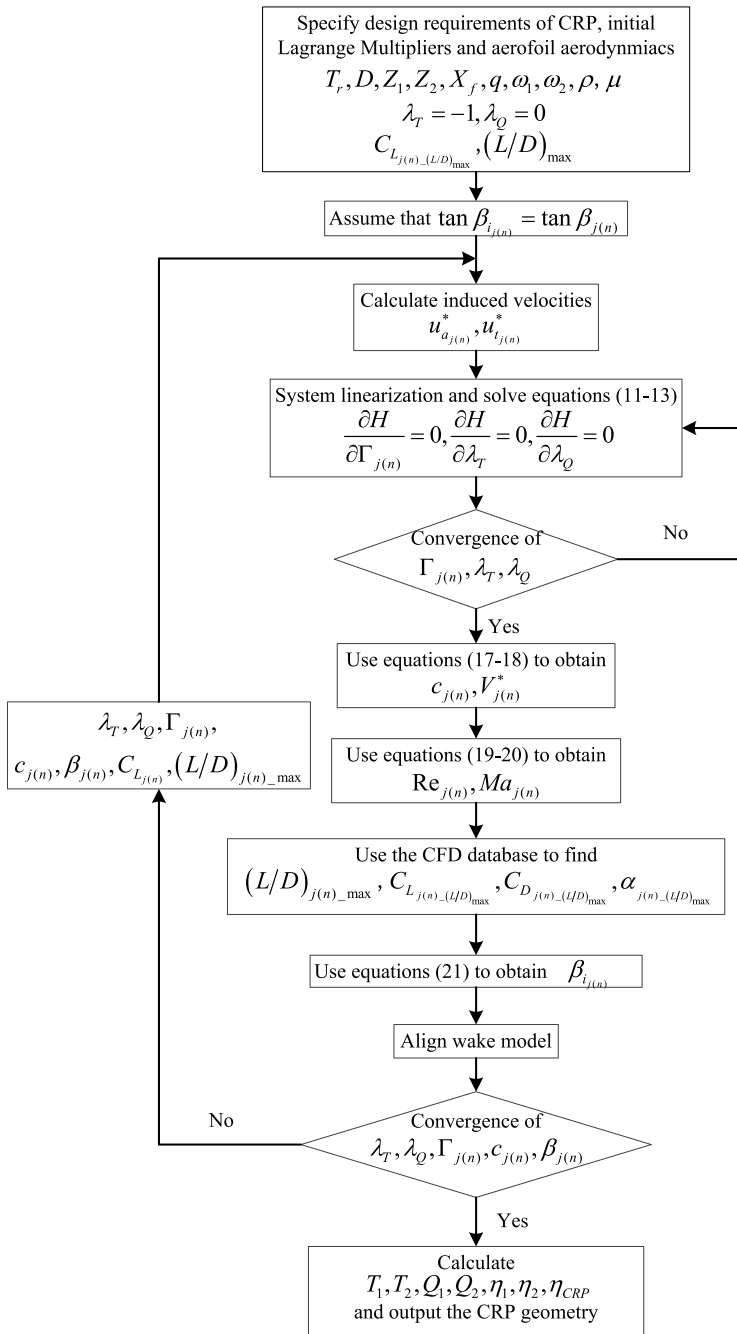 Specify design requirements of CRP, initial
Lagrange Multipliers and aerofoil aerodynmiacs
T_r, D, Z_1, Z_2, X_f, q, ω_1, ω_2, ρ, μ
λ_T = −1, λ_Q = 0
C_{L_{j(n)_(L/D)_max}}, (L/D)_max
Assume that tan β_{i_{j(n)}} = tan β_{j(n)}
Calculate induced velocities
u*_{a_{j(n)}}, u*_{t_{j(n)}}
System linearization and solve equations (11-13)
∂H/∂Γ_{j(n)} = 0, ∂H/∂λ_T = 0, ∂H/∂λ_Q = 0
Convergence of
Γ_{j(n)}, λ_T, λ_Q
No
Yes
Use equations (17-18) to obtain
c_{j(n)}, V*_{j(n)}
λ_T, λ_Q, Γ_{j(n)},
c_{j(n)}, β_{j(n)}, C_{L_{j(n)}}, (L/D)_{j(n)_max}
Use equations (19-20) to obtain
Re_{j(n)}, Ma_{j(n)}
Use the CFD database to find
(L/D)_{j(n)_max}, C_{L_{j(n)_(L/D)_max}}, C_{D_{j(n)_(L/D)_max}}, α_{j(n)_(L/D)_max}
Use equations (21) to obtain β_{i_{j(n)}}
Align wake model
No
Convergence of
λ_T, λ_Q, Γ_{j(n)}, c_{j(n)}, β_{j(n)}
Yes
Calculate
T_1, T_2, Q_1, Q_2, η_1, η_2, η_{CRP}
and output the CRP geometry